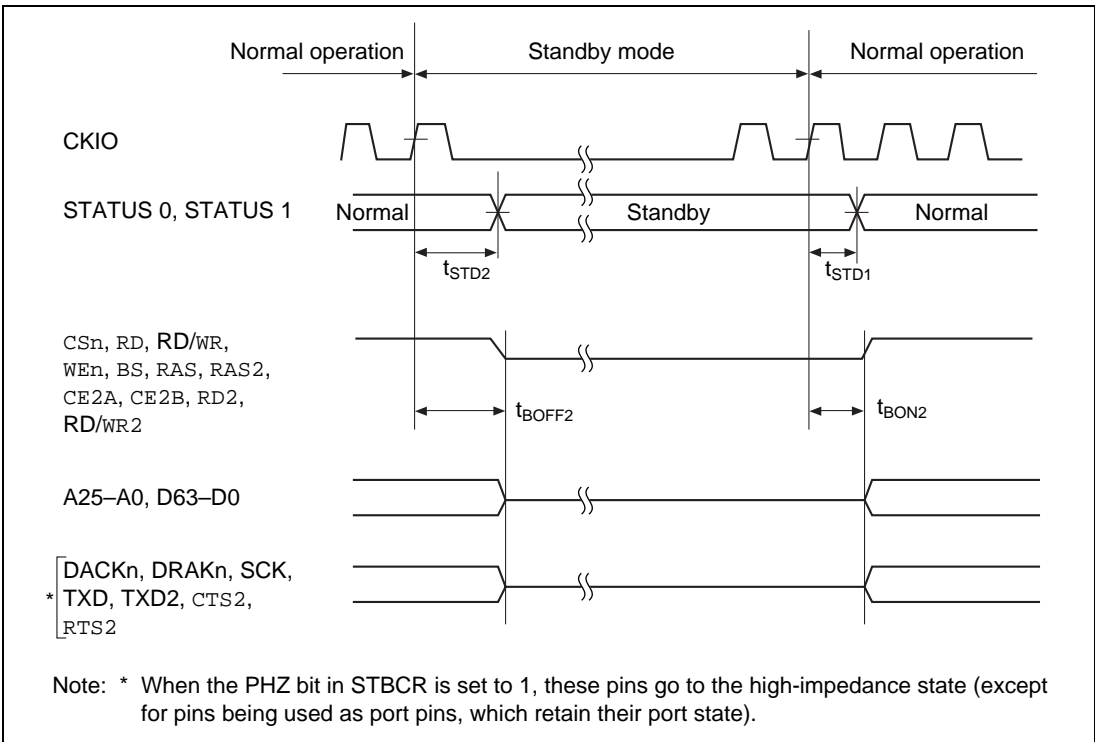 Normal operation Standby mode Normal operation
CKIO
STATUS 0, STATUS 1 Normal Standby Normal
tSTD2 tSTD1
CSn, RD, RD/WR,
WEn, BS, RAS, RAS2,
CE2A, CE2B, RD2,
RD/WR2
tBOFF2 tBON2
A25–A0, D63–D0
DACKn, DRAKn, SCK,
* TXD, TXD2, CTS2,
RTS2
Note: * When the PHZ bit in STBCR is set to 1, these pins go to the high-impedance state (except
for pins being used as port pins, which retain their port state).